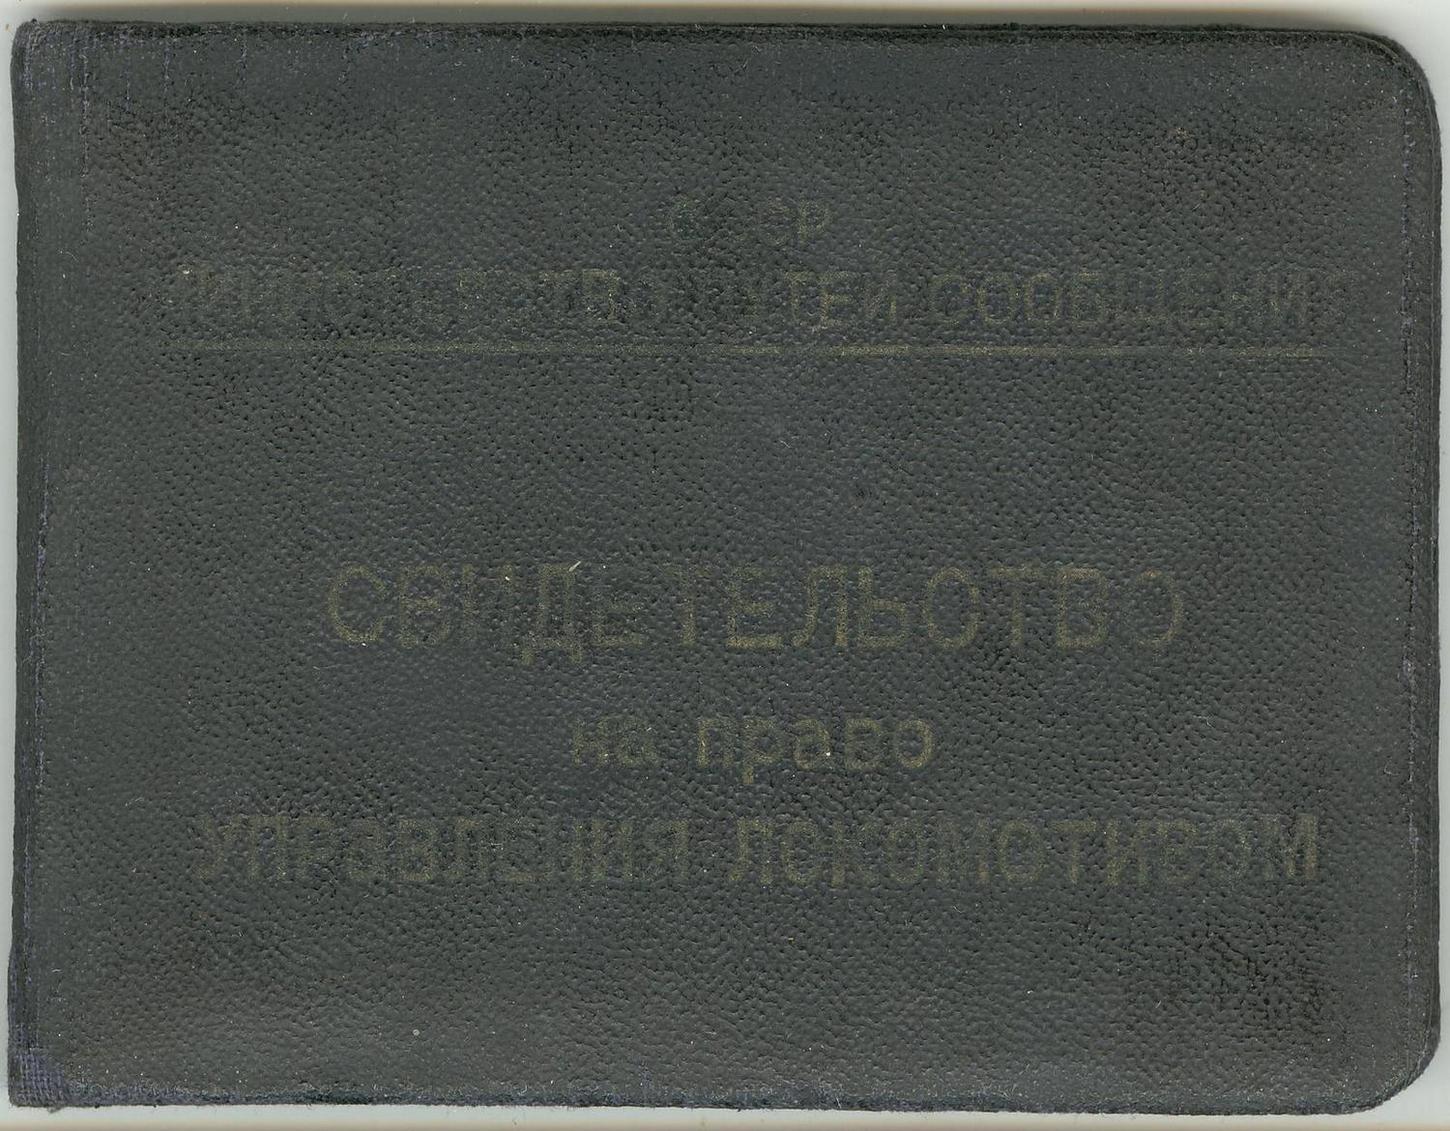 СССР
МИНИСТЕРСТВО ПУТЕЙ СООБЩЕНИЯ
СВИДЕТЕЛЬСТВО
на право
УПРАВЛЕНИЯ ЛОКОМОТИВОМ